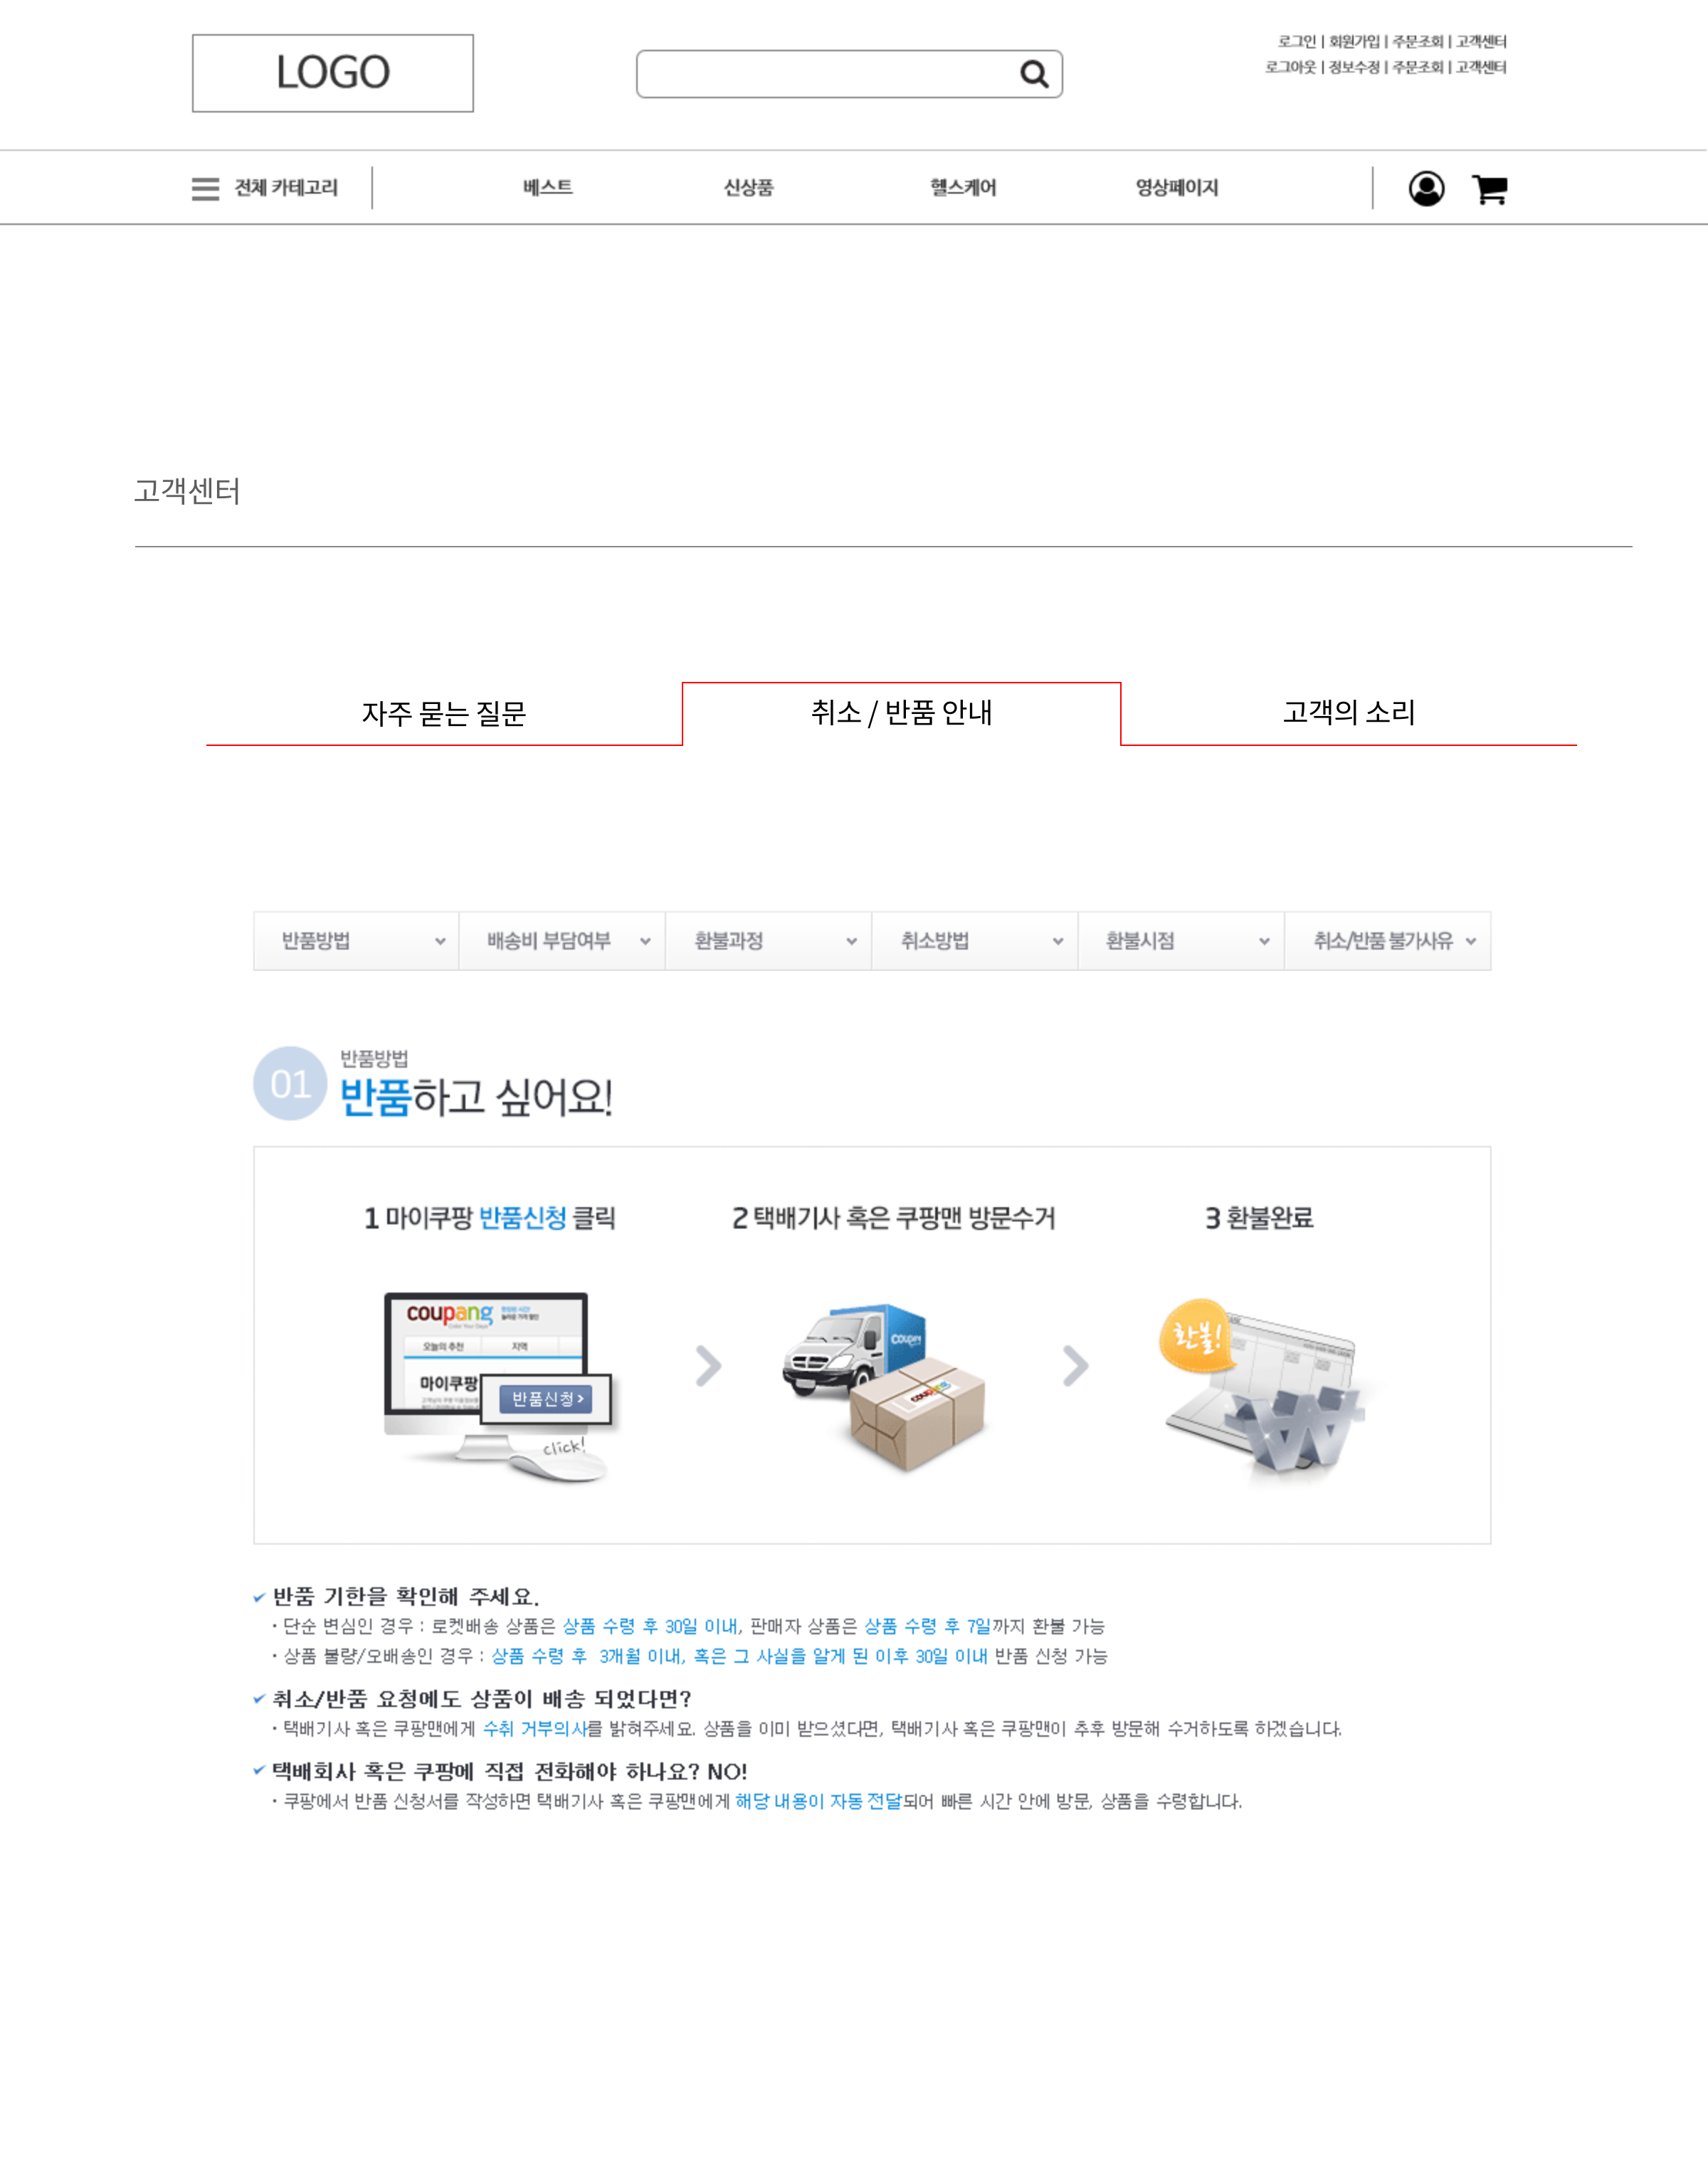 LOGO
로그인 | 회원가입 | 주문조회 | 고객센터
로그아웃 | 정보수정 | 주문조회 | 고객센터
전체 카테고리
베스트
신상품
헬스케어
영상페이지
고객센터
자주 묻는 질문
취소 / 반품 안내
고객의 소리
반품방법
배송비 부담여부
환불과정
취소방법
환불시점
취소/반품 불가사유
01
반품방법
반품하고 싶어요!
1 마이쿠팡 반품신청 클릭
2 택배기사 혹은 쿠팡맨 방문수거
3 환불완료
coupang
오늘의 추천
지역
마이쿠팡
반품신청 >
click!
coupang
coupang
환불!
반품 기한을 확인해 주세요.
· 단순 변심인 경우 : 로켓배송 상품은 상품 수령 후 30일 이내, 판매자 상품은 상품 수령 후 7일까지 환불 가능
· 상품 불량/오배송인 경우 : 상품 수령 후 3개월 이내, 혹은 그 사실을 알게 된 이후 30일 이내 반품 신청 가능
취소/반품 요청에도 상품이 배송 되었다면?
· 택배기사 혹은 쿠팡맨에게 수취 거부의사를 밝혀주세요. 상품을 이미 받으셨다면, 택배기사 혹은 쿠팡맨이 추후 방문해 수거하도록 하겠습니다.
택배회사 혹은 쿠팡에 직접 전화해야 하나요? NO!
· 쿠팡에서 반품 신청서를 작성하면 택배기사 혹은 쿠팡맨에게 해당 내용이 자동 전달되어 빠른 시간 안에 방문, 상품을 수령합니다.